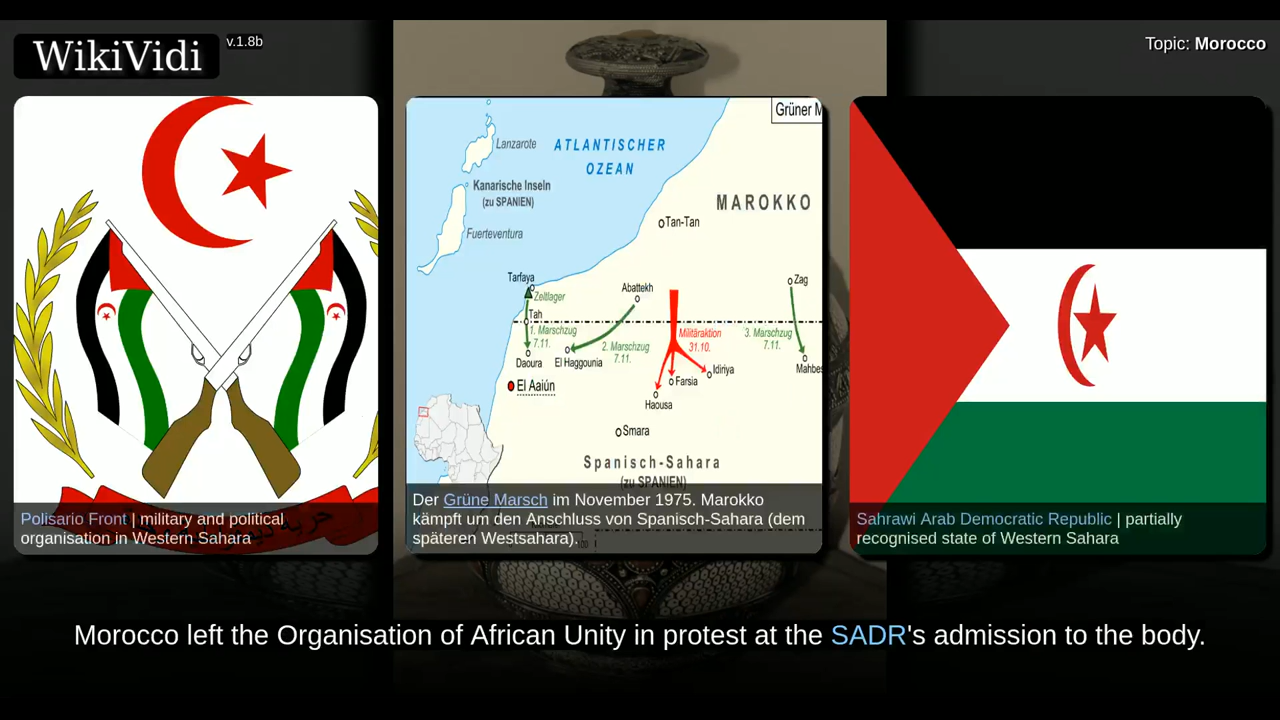 WikiVidi
v.1.8b
Topic: Morocco
Polisario Front | military and political
organisation in Western Sahara
Grüner M
Lanzarote
ATLANTISCHER
OZEAN
Kanarische Inseln
(zu SPANIEN)
Fuerteventura
MAROKKO
Tan-Tan
Tarfaya
Zeltlager
Abattekh
Zag
Tah
1. Marschzug
7.11.
Militäraktion
31.10.
3. Marschzug
7.11.
2. Marschzug
7.11.
Daoura
El Haggounia
Mahbes
Idiriya
Farsia
El Aaiún
Haousa
Smara
Spanisch-Sahara
(zu SPANIEN)
Der Grüne Marsch im November 1975. Marokko
kämpft um den Anschluss von Spanisch-Sahara (dem
späteren Westsahara).
Sahrawi Arab Democratic Republic | partially
recognised state of Western Sahara
Morocco left the Organisation of African Unity in protest at the SADR's admission to the body.